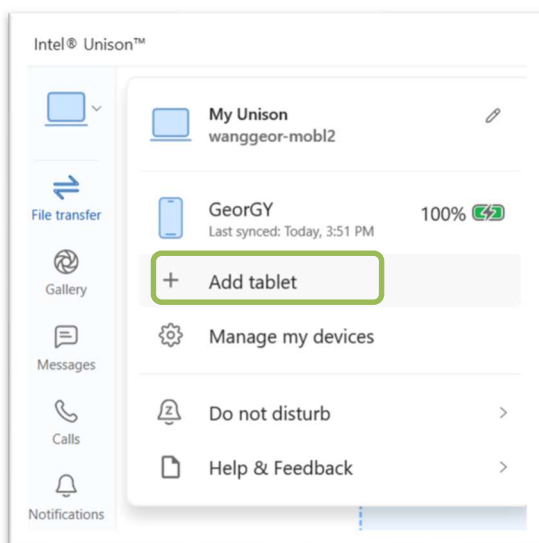 Intel® Unison™
My Unison
wanggeor-mobl2
File transfer
GeorGY
100%
Last synced: Today, 3:51 PM
Gallery
Add tablet
Messages
Manage my devices
Calls
Do not disturb
Notifications
Help & Feedback